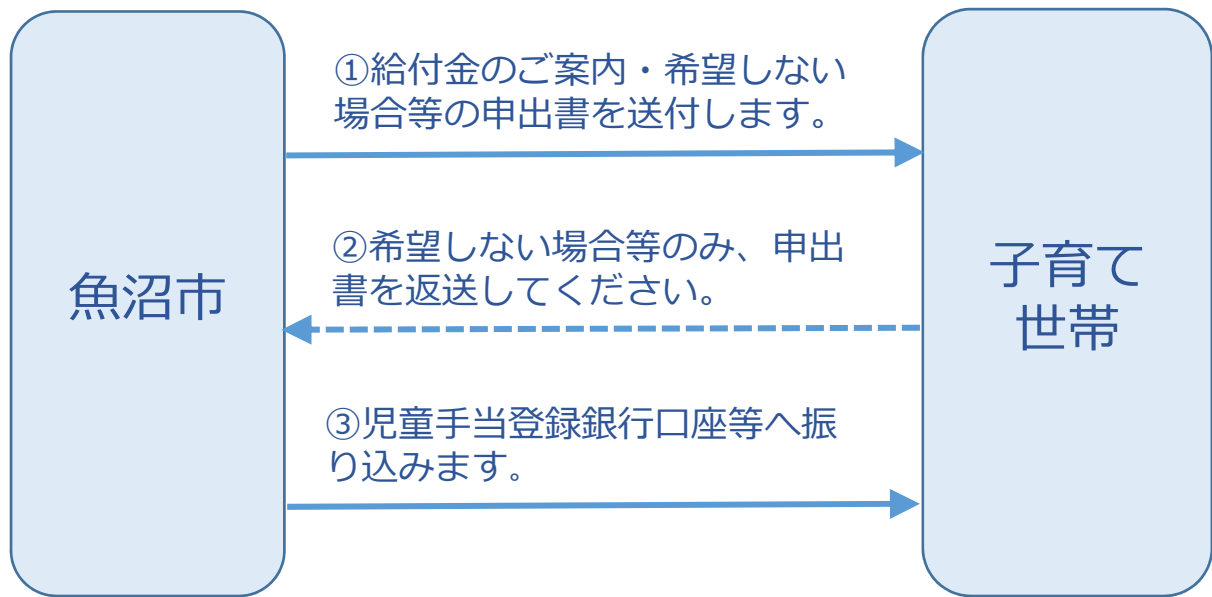 ①給付金のご案内・希望しない
場合等の申出書を送付します。
②希望しない場合等のみ、申出
書を返送してください。
魚沼市
子育て
世帯
③児童手当登録銀行口座等へ振
り込みます。